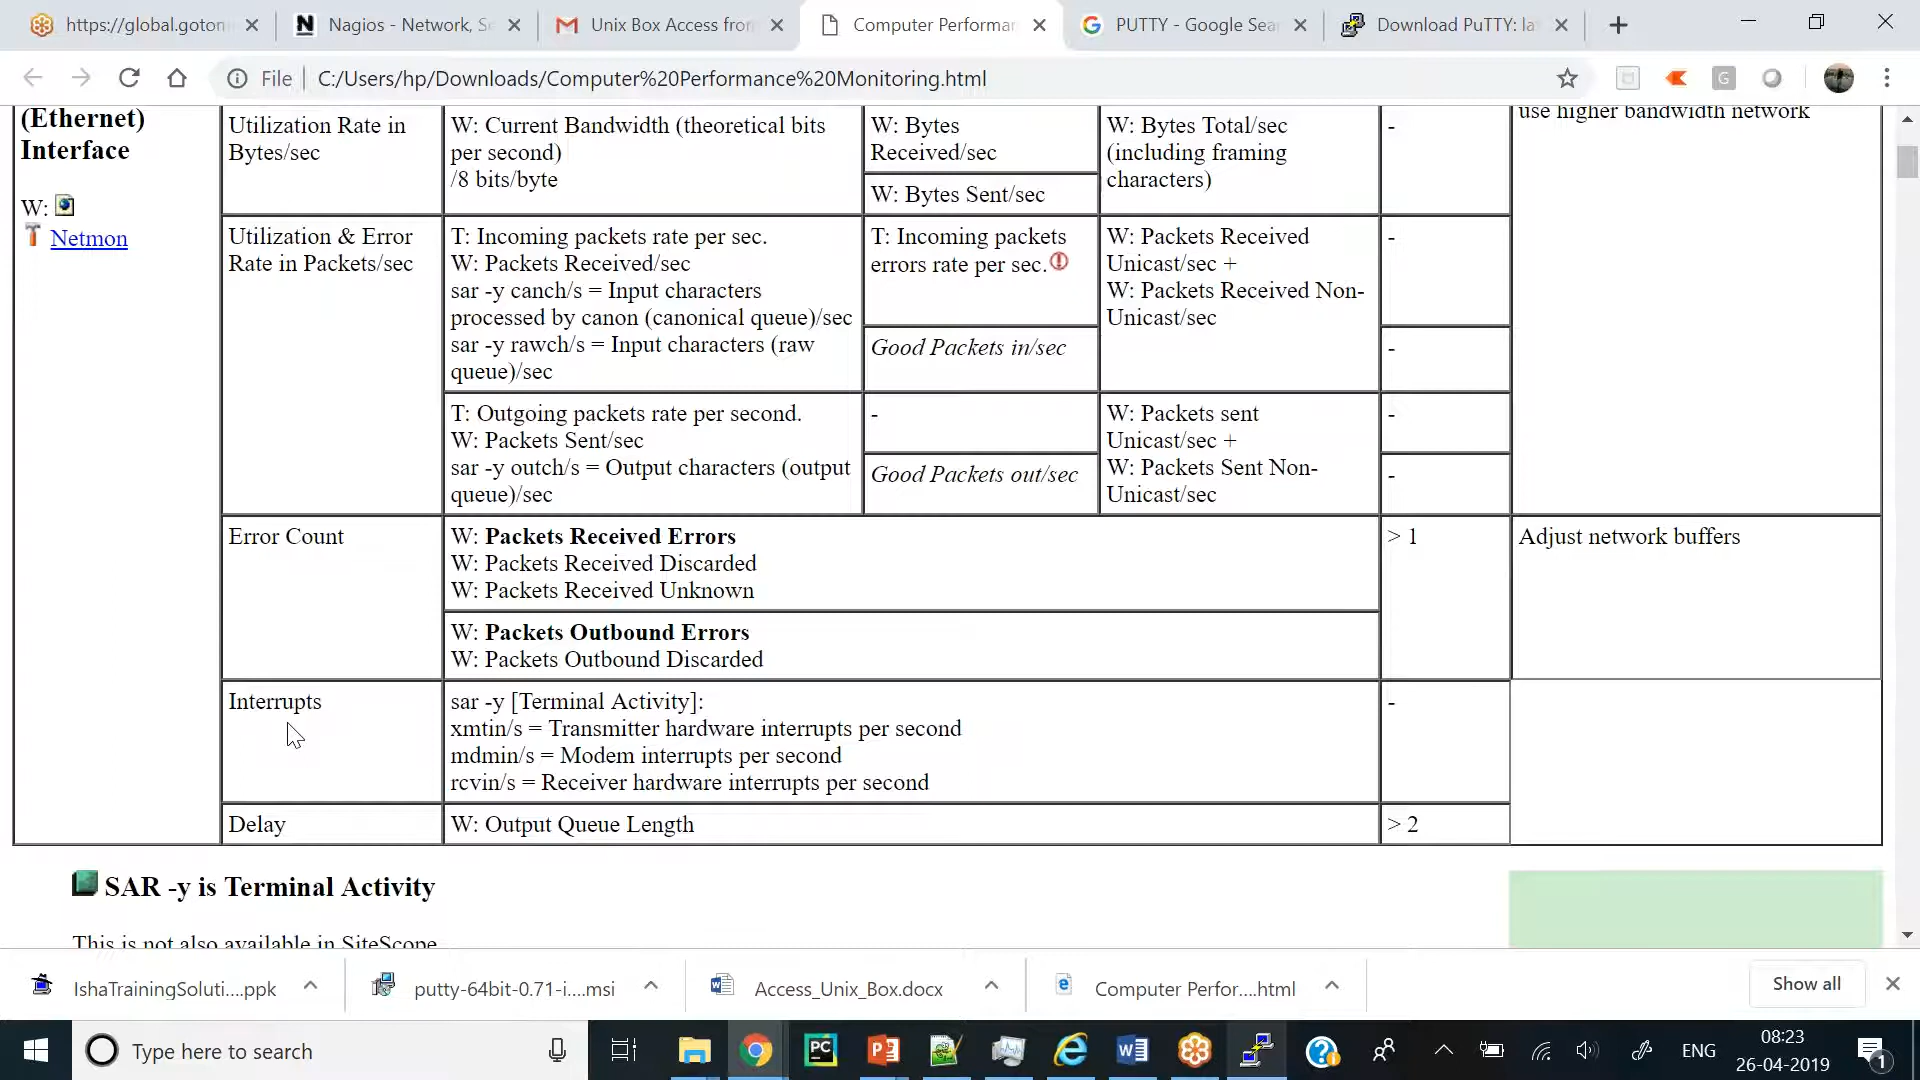 https://global.goton
Nagios - Network, S
Unix Box Access from
Computer Performan
PUTTY - Google Sea
Download PuTTY: la
File
C:/Users/hp/Downloads/Computer%20Performance%20Monitoring.html
(Ethernet)
Interface
W:
Netmon
Utilization Rate in
Bytes/sec
W: Current Bandwidth (theoretical bits
per second)
/8 bits/byte
W: Bytes
Received/sec
W: Bytes Sent/sec
W: Bytes Total/sec
(including framing
characters)
-
use higher bandwidth network
Utilization & Error
Rate in Packets/sec
T: Incoming packets rate per sec.
W: Packets Received/sec
sar -y canch/s = Input characters
processed by canon (canonical queue)/sec
sar -y rawch/s = Input characters (raw
queue)/sec
T: Incoming packets
errors rate per sec.
Good Packets in/sec
W: Packets Received
Unicast/sec +
W: Packets Received Non-
Unicast/sec
-
-
T: Outgoing packets rate per second.
W: Packets Sent/sec
sar -y outch/s = Output characters (output
queue)/sec
-
Good Packets out/sec
W: Packets sent
Unicast/sec +
W: Packets Sent Non-
Unicast/sec
-
-
Error Count
W: Packets Received Errors
W: Packets Received Discarded
W: Packets Received Unknown
W: Packets Outbound Errors
W: Packets Outbound Discarded
> 1
Adjust network buffers
Interrupts
sar -y [Terminal Activity]:
xmtin/s = Transmitter hardware interrupts per second
mdmin/s = Modem interrupts per second
rcvin/s = Receiver hardware interrupts per second
-
Delay
W: Output Queue Length
> 2
SAR -y is Terminal Activity
This is not also available in SiteScope
IshaTrainingSoluti....ppk
putty-64bit-0.71-i....msi
Access_Unix_Box.docx
Computer Perfor....html
Show all
Type here to search
ENG
08:23
26-04-2019
1